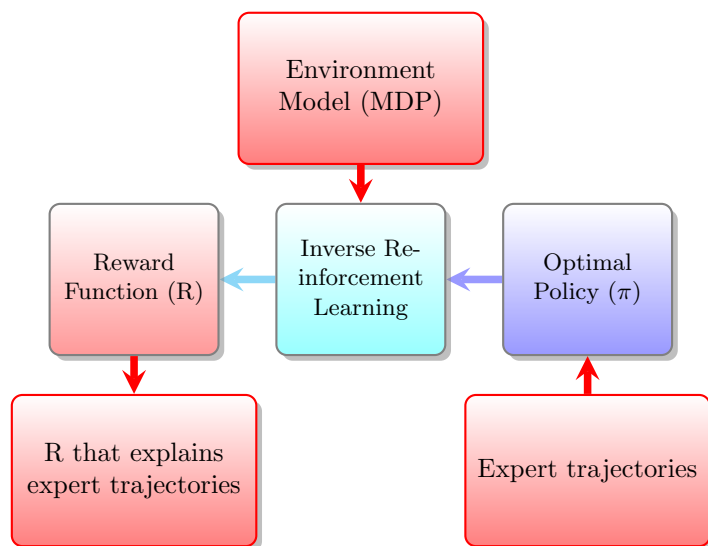 Environment
Model (MDP)
Reward
Function (R)
Inverse Re-
inforcement
Learning
Optimal
Policy (π)
R that explains
expert trajectories
Expert trajectories